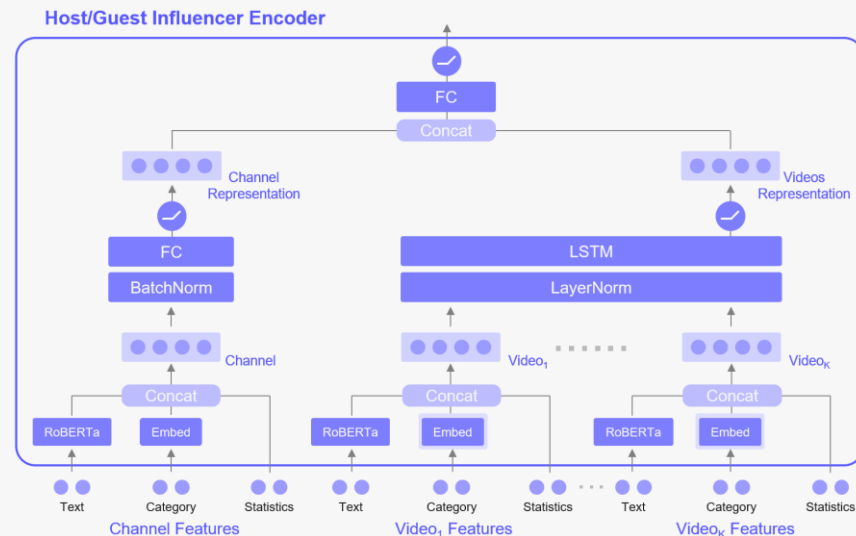 Host/Guest Influencer Encoder
FC
Concat
Channel
Representation
Videos
Representation
FC
LSTM
BatchNorm
LayerNorm
Channel
Video₁
Videoₖ
Concat
Concat
Concat
RoBERTa
Embed
RoBERTa
Embed
RoBERTa
Embed
Text
Category
Statistics
Text
Category
Statistics
Text
Category
Statistics
Channel Features
Video₁ Features
Videoₖ Features